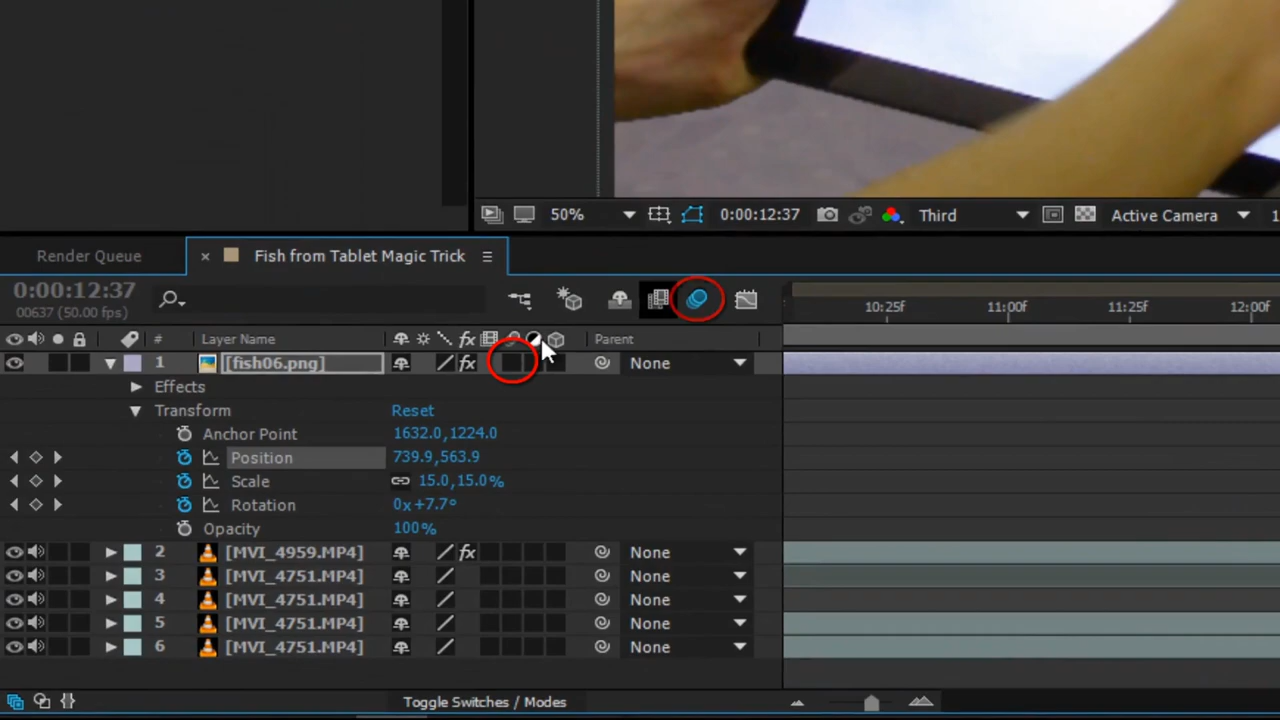 50%
0:00:12:37
Third
Active Camera
1
Render Queue
× Fish from Tablet Magic Trick
0:00:12:37
00637 (50.00 fps)
10:25f
11:00f
11:25f
12:00f
# Layer Name
fx
Parent
1 [fish06.png] fx None
Effects
Transform Reset
Anchor Point 1632.0,1224.0
Position 739.9,563.9
Scale 15.0,15.0%
Rotation 0x+7.7°
Opacity 100%
2 [MVI_4959.MP4] fx None
3 [MVI_4751.MP4] None
4 [MVI_4751.MP4] None
5 [MVI_4751.MP4] None
6 [MVI_4751.MP4] None
Toggle Switches / Modes